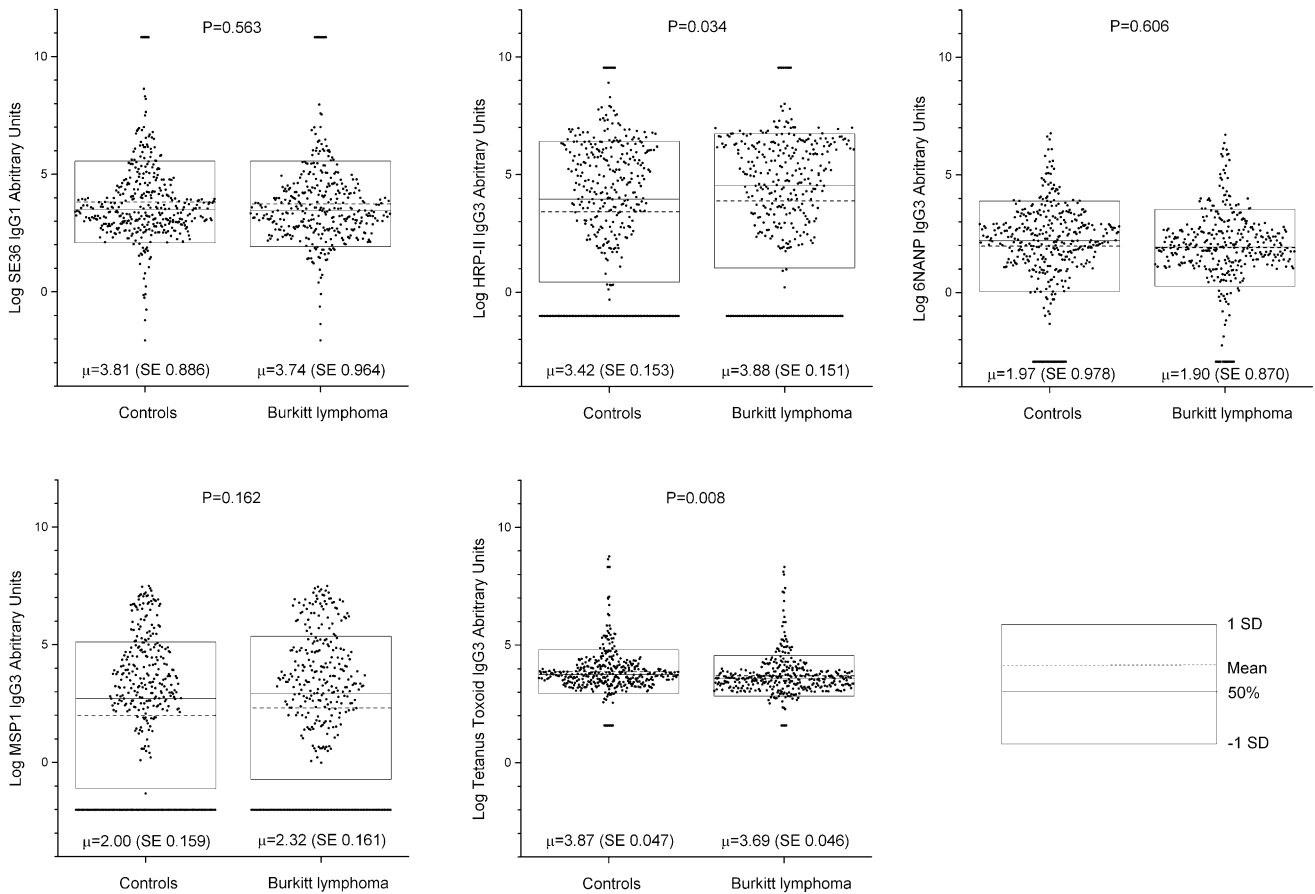 P=0.563
10
5
0
Log SE36 IgG1 Abritrary Units
μ=3.81 (SE 0.886)
μ=3.74 (SE 0.964)
Controls
Burkitt lymphoma
P=0.034
10
5
0
Log HRP-II IgG3 Abritrary Units
μ=3.42 (SE 0.153)
μ=3.88 (SE 0.151)
Controls
Burkitt lymphoma
P=0.606
10
5
0
Log 6NANP IgG3 Abritrary Units
μ=1.97 (SE 0.978)
μ=1.90 (SE 0.870)
Controls
Burkitt lymphoma
P=0.162
10
5
0
Log MSP1 IgG3 Abritrary Units
μ=2.00 (SE 0.159)
μ=2.32 (SE 0.161)
Controls
Burkitt lymphoma
P=0.008
10
5
0
Log Tetanus Toxoid IgG3 Abritrary Units
μ=3.87 (SE 0.047)
μ=3.69 (SE 0.046)
Controls
Burkitt lymphoma
1 SD
Mean
50%
-1 SD